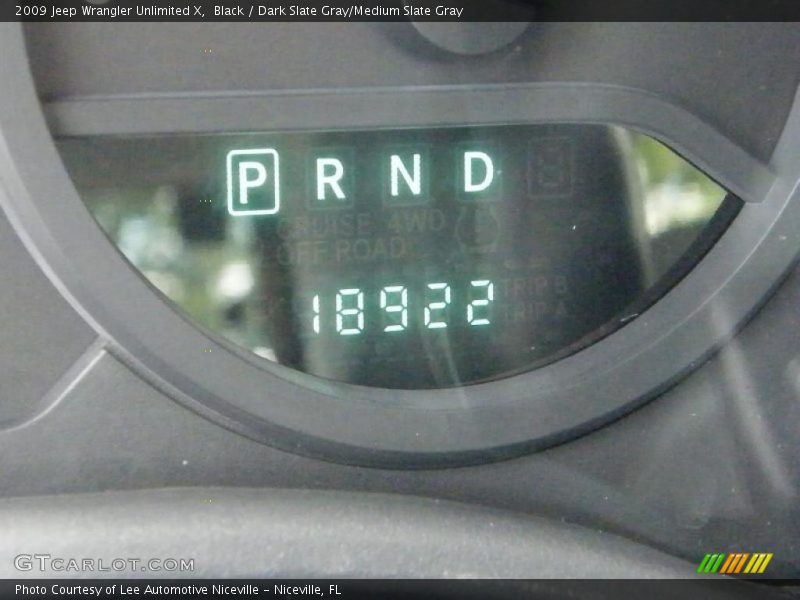 2009 Jeep Wrangler Unlimited X, Black / Dark Slate Gray/Medium Slate Gray
P R N D
CRUISE 4WD
OFF ROAD
TRIP B
18922 TRIP A
GTCARLOT.COM
Photo Courtesy of Lee Automotive Niceville - Niceville, FL